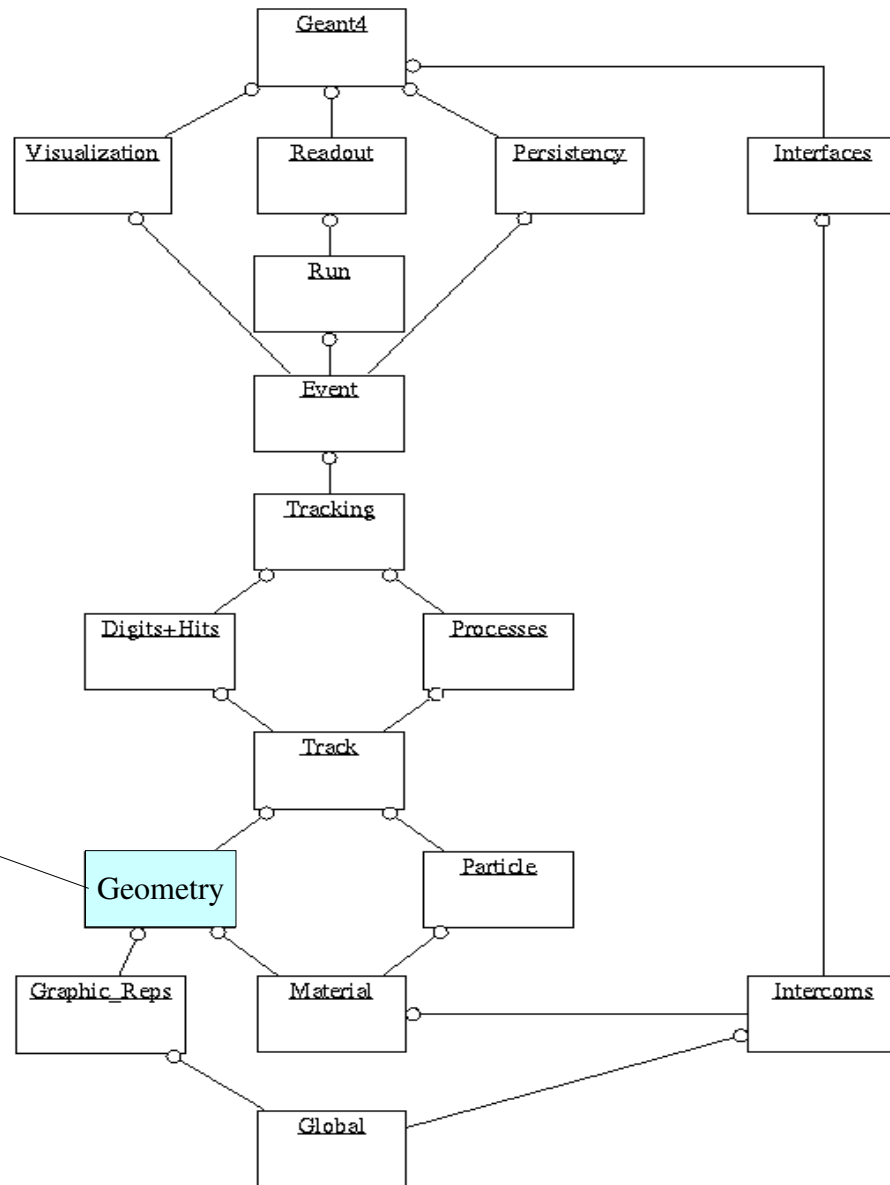 Geant4
Visualization
Readout
Persistency
Interfaces
Run
Event
Tracking
Digits+Hits
Processes
Track
Geometry
Particle
Graphic_Reps
Material
Intercoms
Global